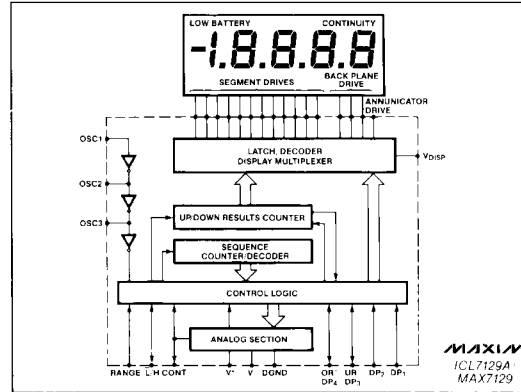 LOW BATTERY CONTINUITY
-1.8.8.8.8
SEGMENT DRIVES
BACK PLANE
DRIVE
ANNUNICATOR
DRIVE
OSC1
LATCH, DECODER
DISPLAY MULTIPLEXER
VDISP
OSC2
UP/DOWN RESULTS COUNTER
OSC3
SEQUENCE
COUNTER/DECODER
CONTROL LOGIC
ANALOG SECTION
RANGE L/H CONT V+ V DGND OR/ DP4 UR DP3 DP2 DP1
MAXIM
ICL7129A
MAX7129